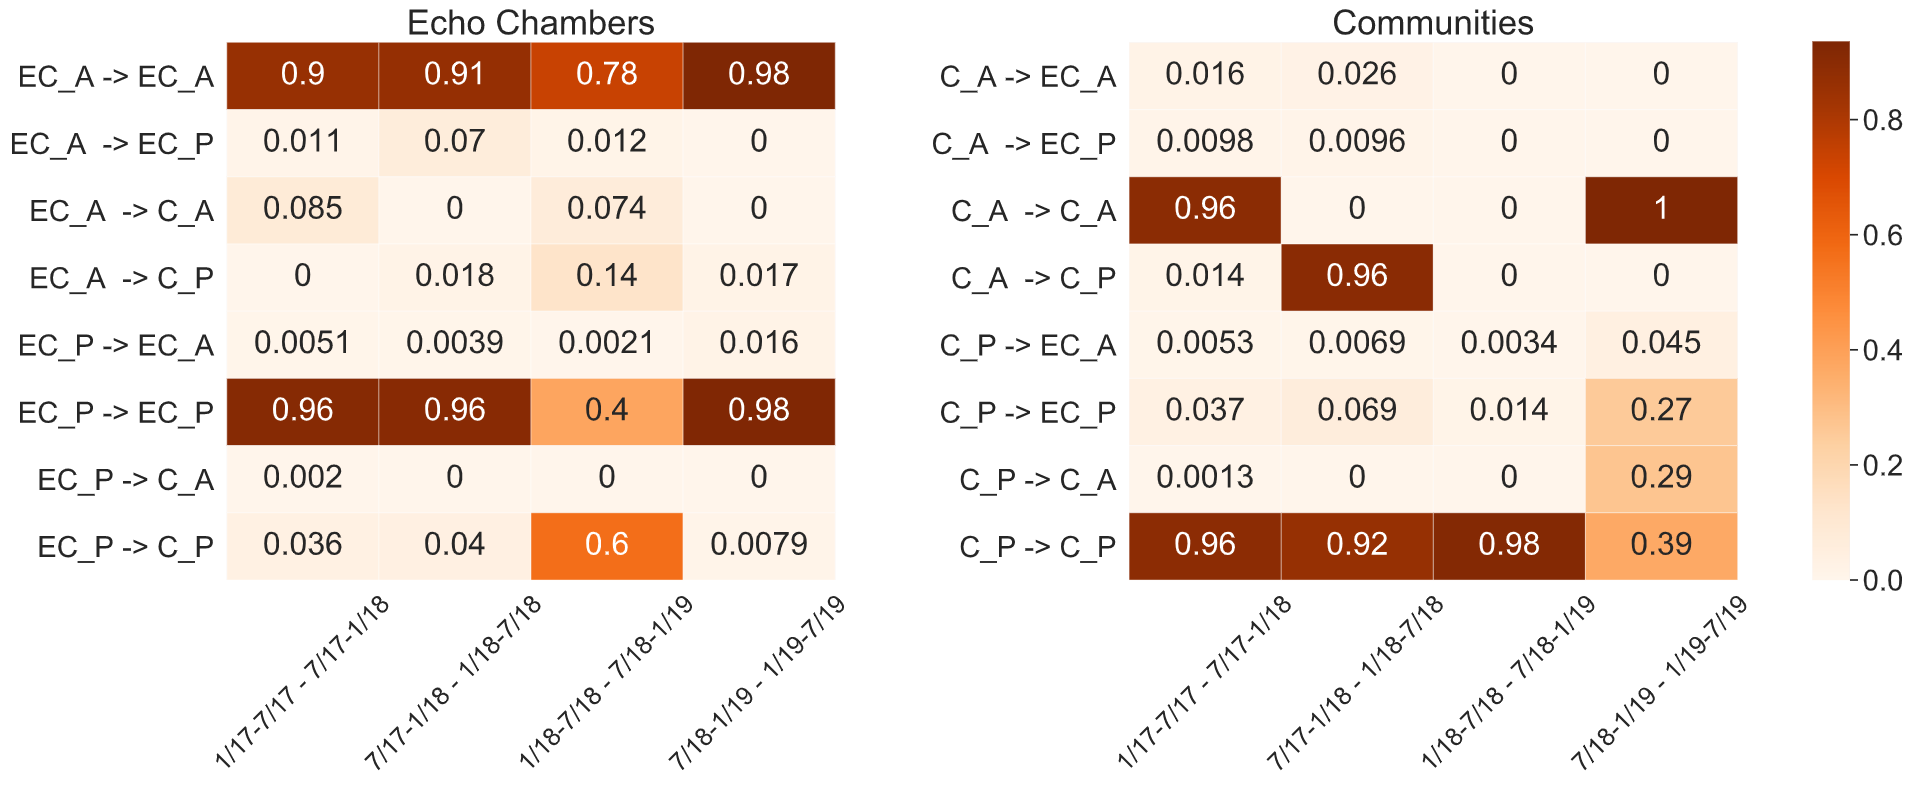 Echo Chambers
EC_A -> EC_A 0.9 0.91 0.78 0.98
EC_A -> EC_P 0.011 0.07 0.012 0
EC_A -> C_A 0.085 0 0.074 0
EC_A -> C_P 0 0.018 0.14 0.017
EC_P -> EC_A 0.0051 0.0039 0.0021 0.016
EC_P -> EC_P 0.96 0.96 0.4 0.98
EC_P -> C_A 0.002 0 0 0
EC_P -> C_P 0.036 0.04 0.6 0.0079
1/17-7/17 - 7/17-1/18
7/17-1/18 - 1/18-7/18
1/18-7/18 - 7/18-1/19
7/18-1/19 - 1/19-7/19
Communities
C_A -> EC_A 0.016 0.026 0 0
C_A -> EC_P 0.0098 0.0096 0 0
C_A -> C_A 0.96 0 0 1
C_A -> C_P 0.014 0.96 0 0
C_P -> EC_A 0.0053 0.0069 0.0034 0.045
C_P -> EC_P 0.037 0.069 0.014 0.27
C_P -> C_A 0.0013 0 0 0.29
C_P -> C_P 0.96 0.92 0.98 0.39
1/17-7/17 - 7/17-1/18
7/17-1/18 - 1/18-7/18
1/18-7/18 - 7/18-1/19
7/18-1/19 - 1/19-7/19
0.8
0.6
0.4
0.2
0.0